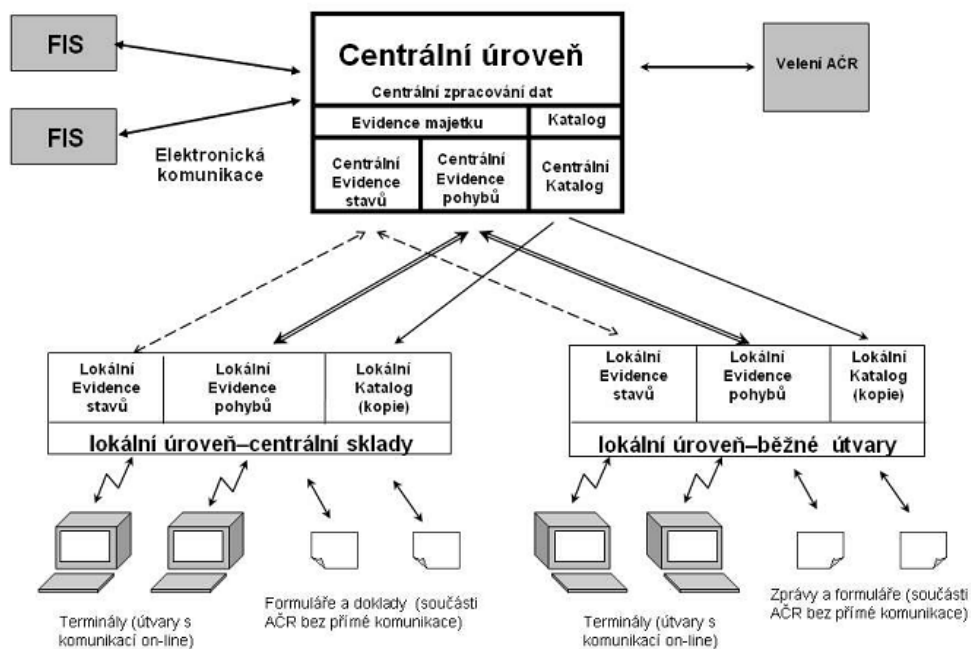 FIS
FIS
Elektronická
komunikace
Centrální úroveň
Centrální zpracování dat
Evidence majetku
Katalog
Centrální
Evidence
stavů
Centrální
Evidence
pohybů
Centrální
Katalog
Velení AČR
Lokální
Evidence
stavů
Lokální
Evidence
pohybů
Lokální
Katalog
(kopie)
lokální úroveň–centrální sklady
Lokální
Evidence
stavů
Lokální
Evidence
pohybů
Lokální
Katalog
(kopie)
lokální úroveň–běžné útvary
Terminály (útvary s
komunikací on-line)
Formuláře a doklady (součásti
AČR bez přímé komunikace)
Terminály (útvary s
komunikací on-line)
Zprávy a formuláře (součásti
AČR bez přímé komunikace)